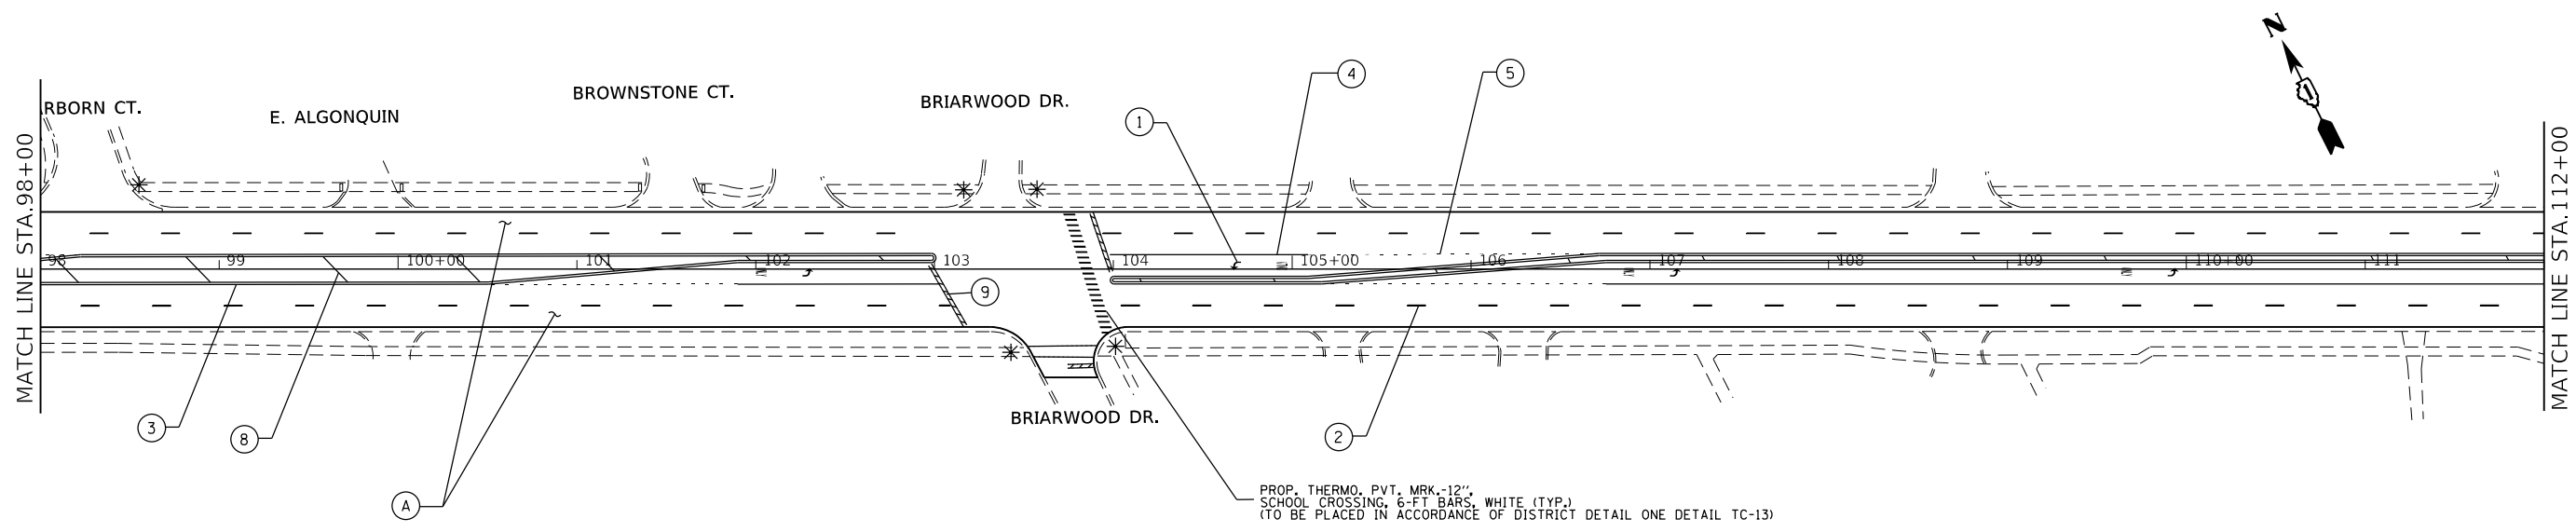 N
RBORN CT.
E. ALGONQUIN
BROWNSTONE CT.
BRIARWOOD DR.
1
4
5
MATCH LINE STA.98+00
MATCH LINE STA.112+00
98
99
100+00
101
102
103
104
105+00
106
107
108
109
110+00
111
9
3
8
A
BRIARWOOD DR.
2
PROP. THERMO. PVT. MRK.-12",
SCHOOL CROSSING, 6-FT BARS, WHITE (TYP.)
(TO BE PLACED IN ACCORDANCE OF DISTRICT DETAIL ONE DETAIL TC-13)